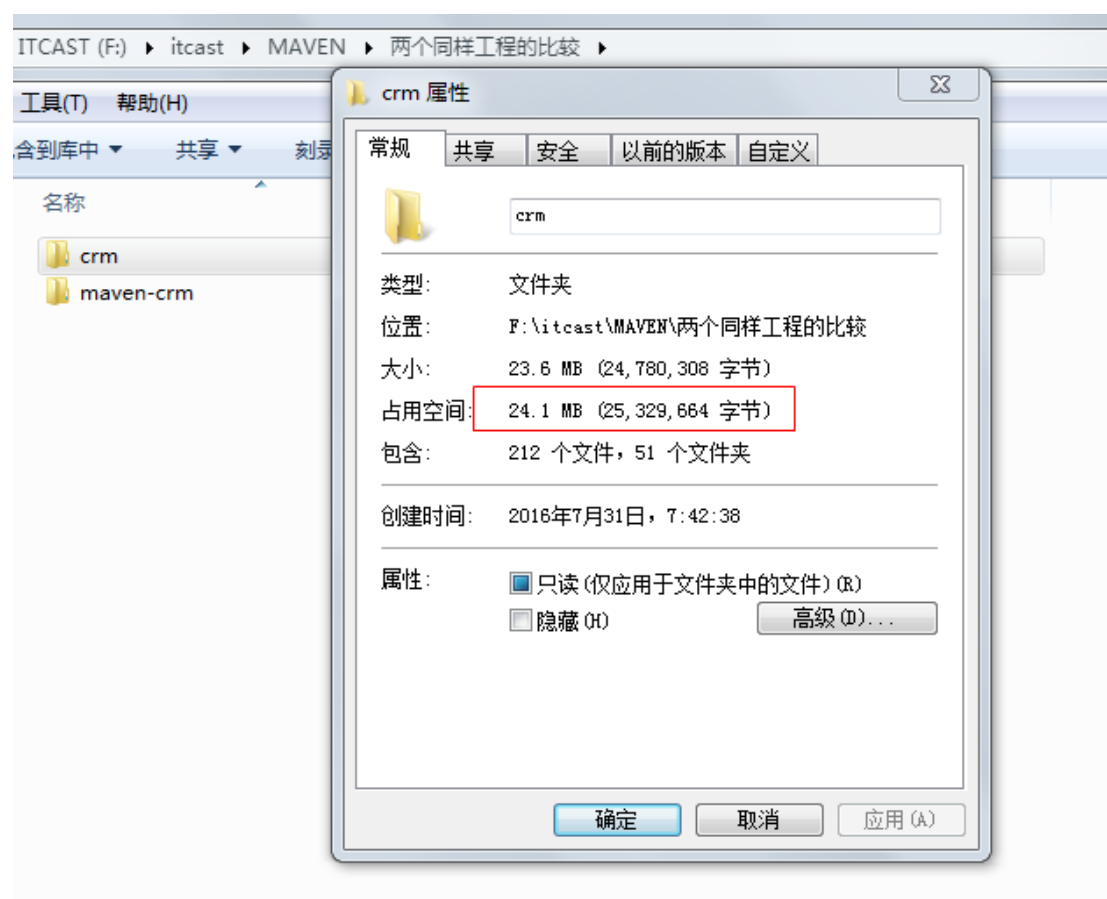 ITCAST (F:) ▸ itcast ▸ MAVEN ▸ 两个同样工程的比较 ▸
工具(T) 帮助(H)
含到库中 ▼ 共享 ▼ 刻录
名称
crm
maven-crm
crm 属性
常规 共享 安全 以前的版本 自定义
crm
类型: 文件夹
位置: F:\itcast\MAVEN\两个同样工程的比较
大小: 23.6 MB (24,780,308 字节)
占用空间: 24.1 MB (25,329,664 字节)
包含: 212 个文件，51 个文件夹
创建时间: 2016年7月31日，7:42:38
属性: 只读(仅应用于文件夹中的文件)(R)
隐藏(H) 高级(D)...
确定 取消 应用(A)